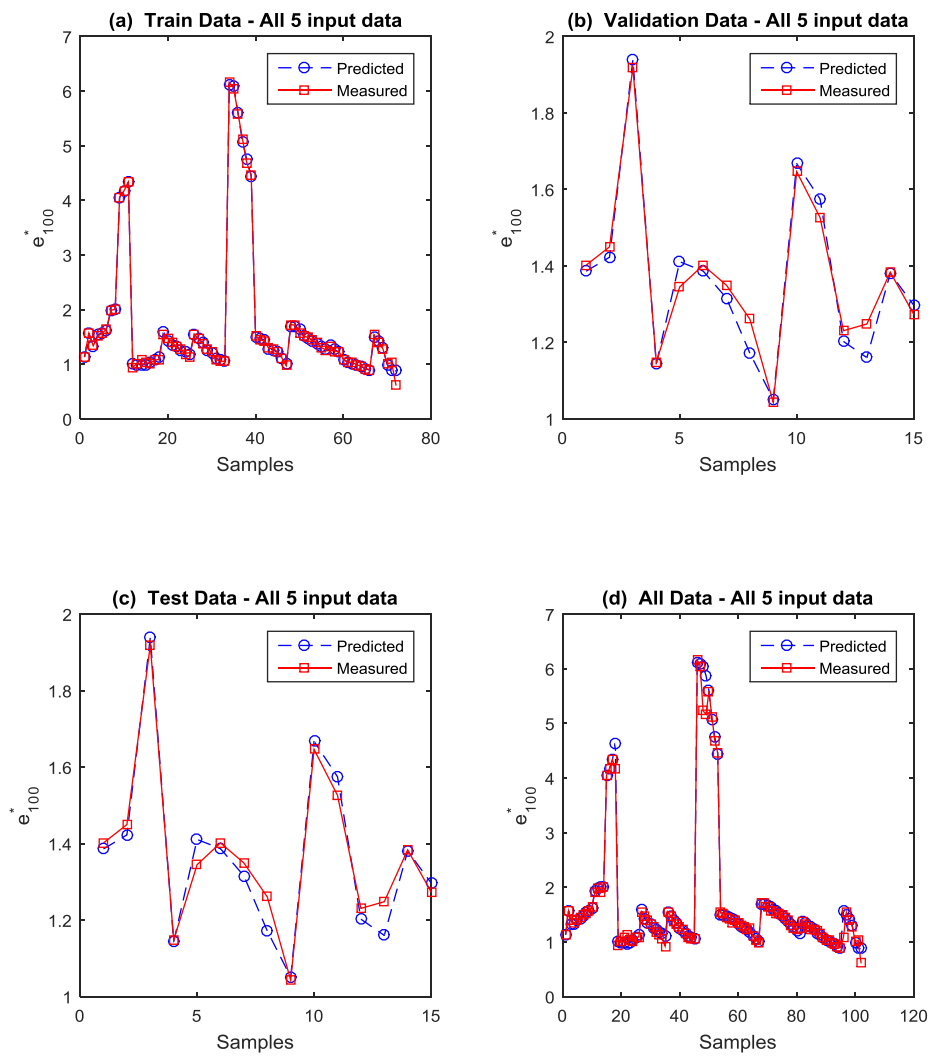 (a) Train Data - All 5 input data
7
6
5
4
3
2
1
0
0 20 40 60 80
e*100
Samples
Predicted
Measured
(b) Validation Data - All 5 input data
2
1.8
1.6
1.4
1.2
1
0 5 10 15
e*100
Samples
Predicted
Measured
(c) Test Data - All 5 input data
2
1.8
1.6
1.4
1.2
1
0 5 10 15
e*100
Samples
Predicted
Measured
(d) All Data - All 5 input data
7
6
5
4
3
2
1
0
0 20 40 60 80 100 120
e*100
Samples
Predicted
Measured